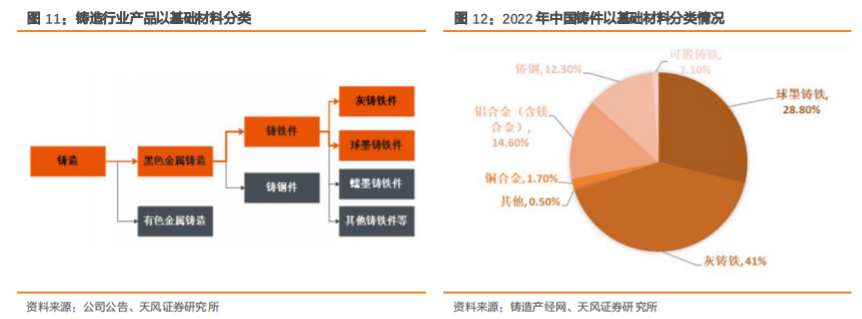 图 11：铸造行业产品以基础材料分类
铸造
黑色金属铸造
有色金属铸造
铸铁件
铸钢件
灰铸铁件
球墨铸铁件
蠕墨铸铁件
其他铸铁件等
资料来源：公司公告、天风证券研究所
图 12：2022 年中国铸件以基础材料分类情况
可锻铸铁,
1.10%
铸钢, 12.30%
球墨铸铁,
28.80%
铝合金（含镁
合金）,
14.60%
铜合金, 1.70%
其他, 0.50%
灰铸铁, 41%
资料来源：铸造产经网、天风证券研究所